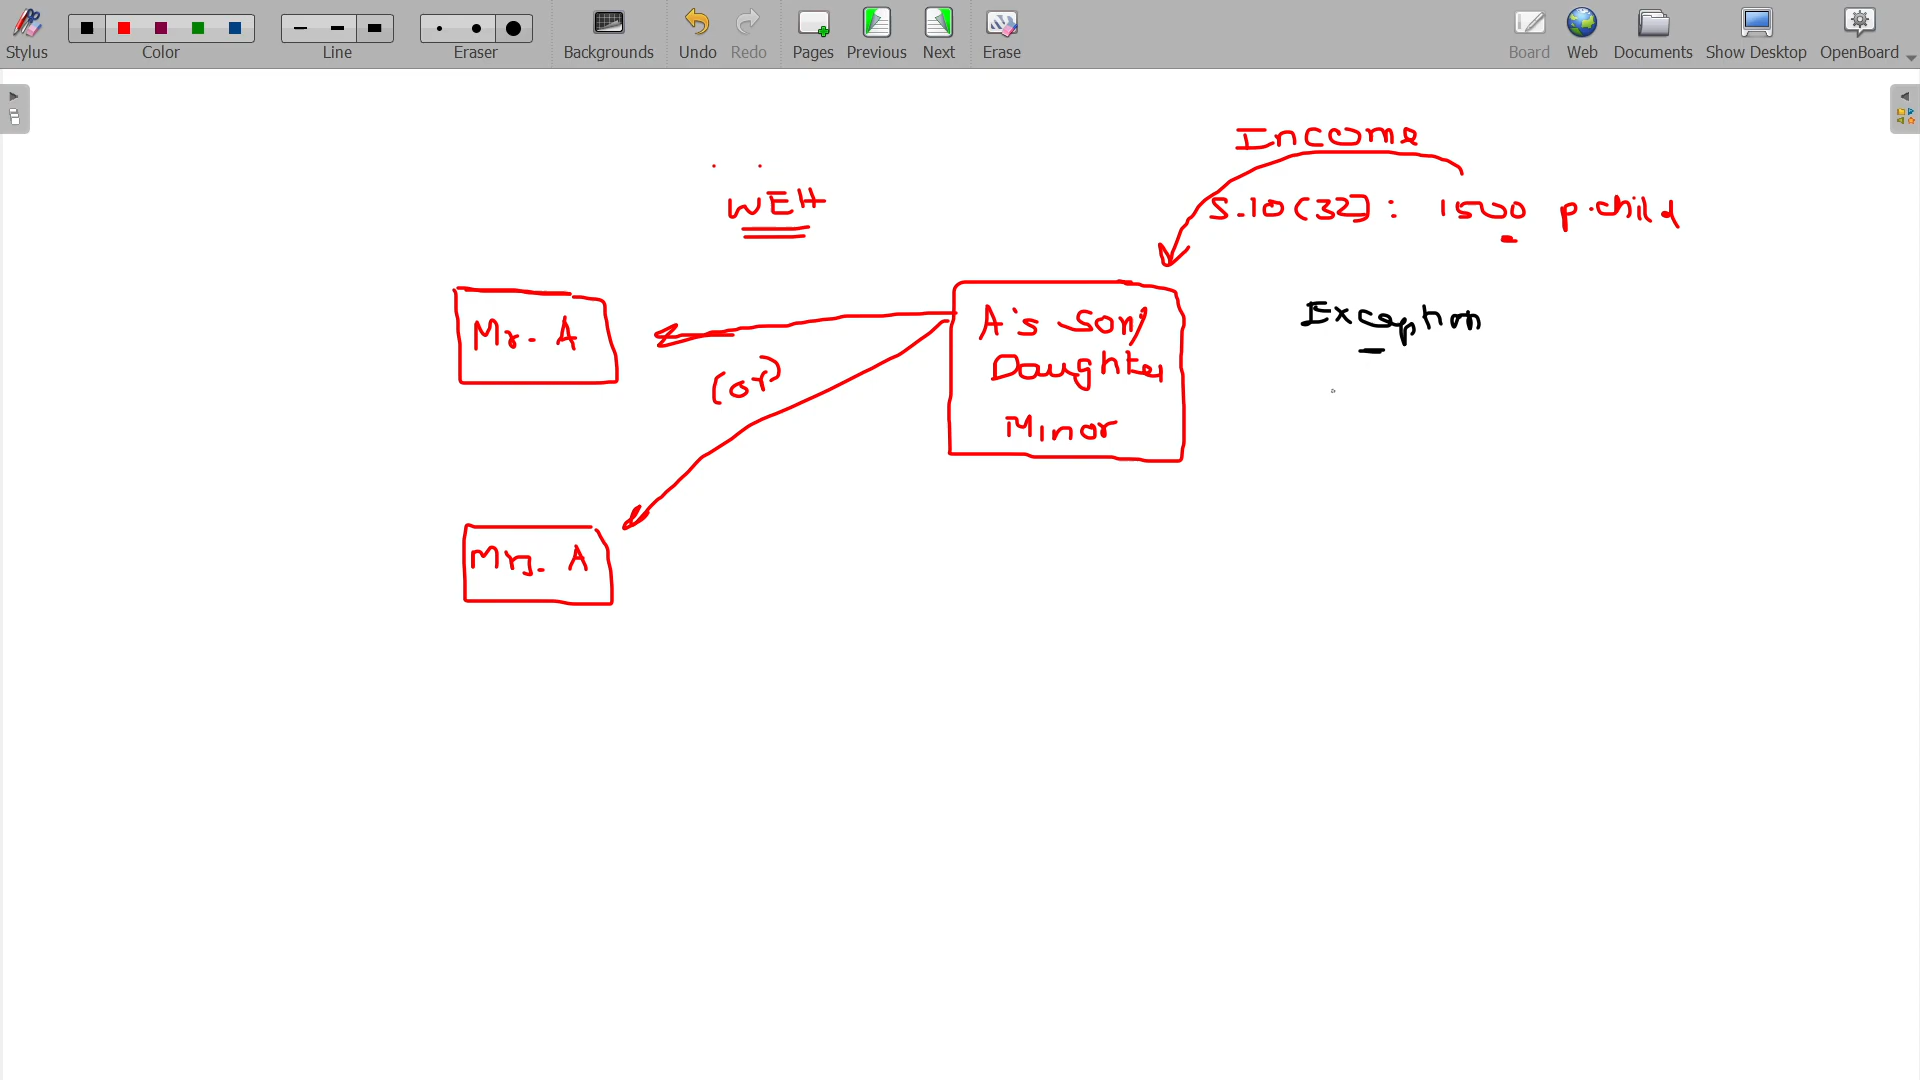 Stylus
Color
Line
Eraser
Backgrounds
Undo
Redo
Pages
Previous
Next
Erase
Board
Web
Documents
Show Desktop
OpenBoard
Income
WEH
S.10(32): 1500 p.child
Mr. A
A's Son/
Daughter
Minor
Exception
(or)
Mrs. A